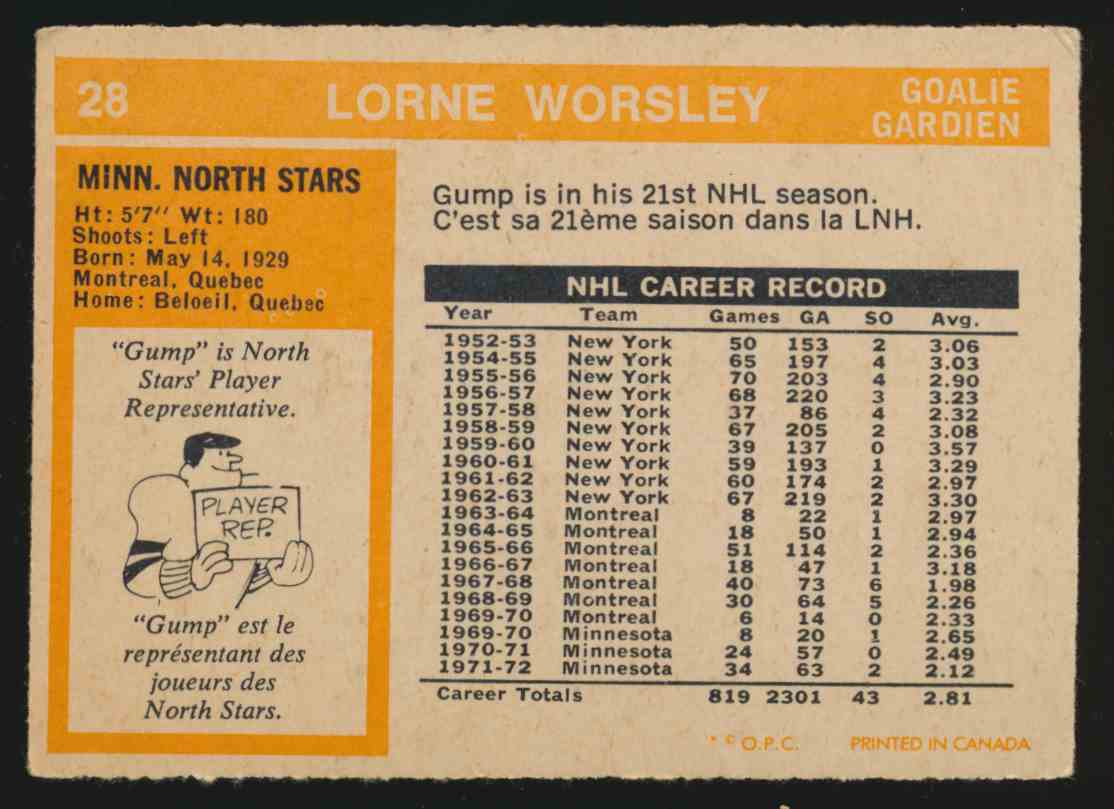 28 LORNE WORSLEY GOALIE
GARDIEN
MINN. NORTH STARS
Ht: 5'7'' Wt: 180
Shoots: Left
Born: May 14, 1929
Montreal, Quebec
Home: Beloeil, Quebec
"Gump" is North
Stars' Player
Representative.
PLAYER
REP.
"Gump" est le
représentant des
joueurs des
North Stars.
Gump is in his 21st NHL season.
C'est sa 21ème saison dans la LNH.
NHL CAREER RECORD
Year Team Games GA SO Avg.
1952-53 New York 50 153 2 3.06
1954-55 New York 65 197 4 3.03
1955-56 New York 70 203 4 2.90
1956-57 New York 68 220 3 3.23
1957-58 New York 37 86 4 2.32
1958-59 New York 67 205 2 3.08
1959-60 New York 39 137 0 3.57
1960-61 New York 59 193 1 3.29
1961-62 New York 60 174 2 2.97
1962-63 New York 67 219 2 3.30
1963-64 Montreal 8 22 1 2.97
1964-65 Montreal 18 50 1 2.94
1965-66 Montreal 51 114 2 2.36
1966-67 Montreal 18 47 1 3.18
1967-68 Montreal 40 73 6 1.98
1968-69 Montreal 30 64 5 2.26
1969-70 Montreal 6 14 0 2.33
1969-70 Minnesota 8 20 1 2.65
1970-71 Minnesota 24 57 0 2.49
1971-72 Minnesota 34 63 2 2.12
Career Totals 819 2301 43 2.81
* © O.P.C. PRINTED IN CANADA